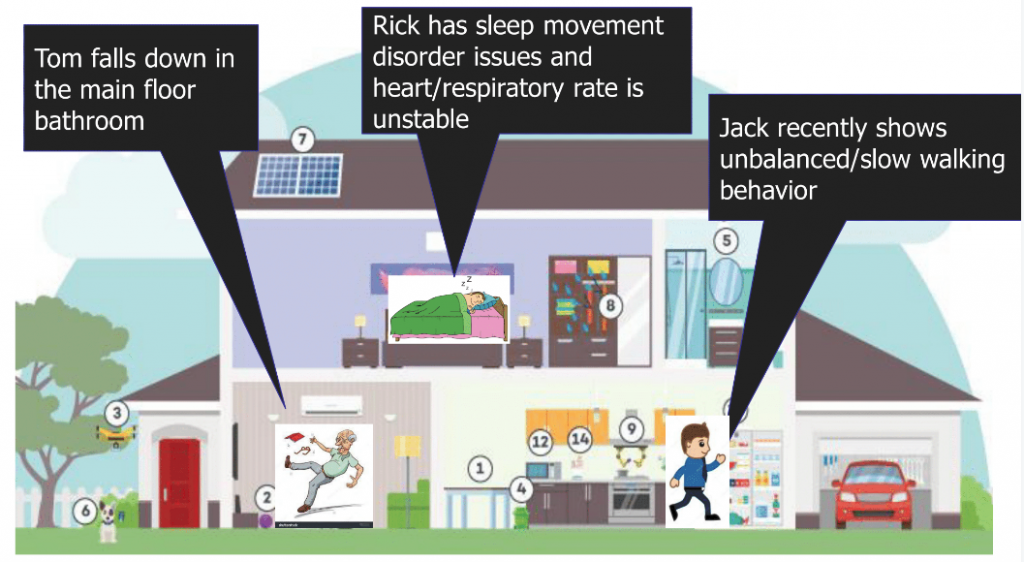 Tom falls down in
the main floor
bathroom
Rick has sleep movement
disorder issues and
heart/respiratory rate is
unstable
Jack recently shows
unbalanced/slow walking
behavior
7
5
8
z z Z
3
9
12
14
1
4
2
6